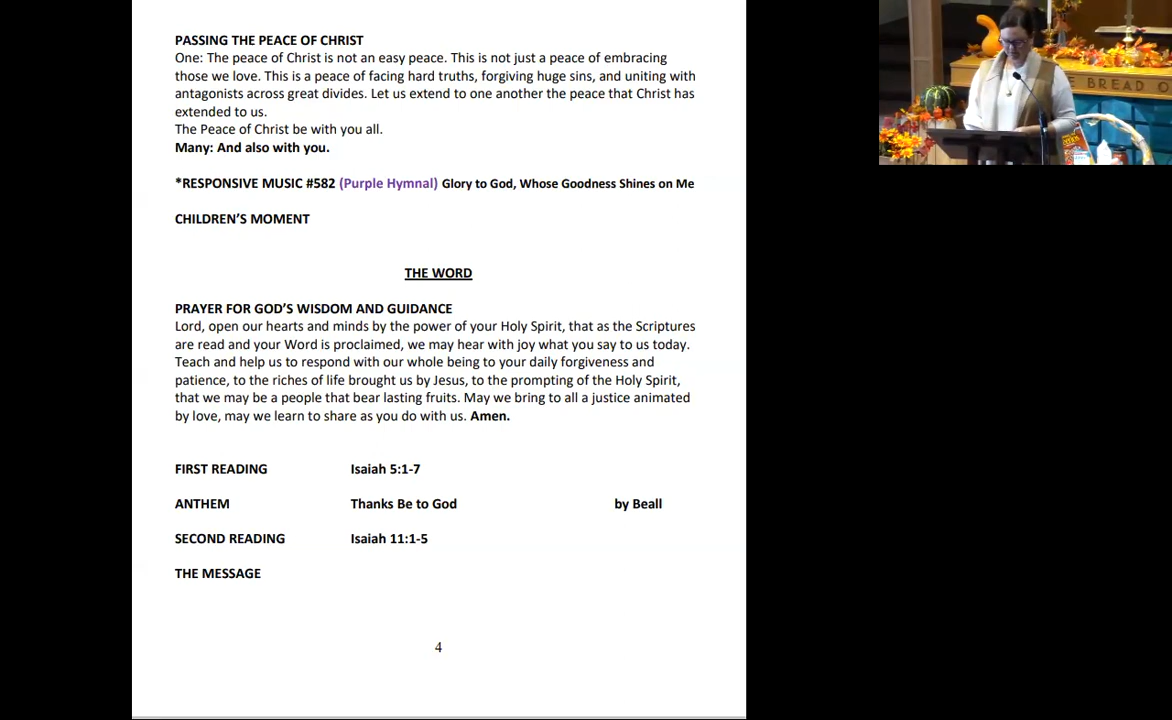 PASSING THE PEACE OF CHRIST
One: The peace of Christ is not an easy peace. This is not just a peace of embracing
those we love. This is a peace of facing hard truths, forgiving huge sins, and uniting with
antagonists across great divides. Let us extend to one another the peace that Christ has
extended to us.
The Peace of Christ be with you all.
Many: And also with you.
*RESPONSIVE MUSIC #582 (Purple Hymnal) Glory to God, Whose Goodness Shines on Me
CHILDREN'S MOMENT
THE WORD
PRAYER FOR GOD'S WISDOM AND GUIDANCE
Lord, open our hearts and minds by the power of your Holy Spirit, that as the Scriptures
are read and your Word is proclaimed, we may hear with joy what you say to us today.
Teach and help us to respond with our whole being to your daily forgiveness and
patience, to the riches of life brought us by Jesus, to the prompting of the Holy Spirit,
that we may be a people that bear lasting fruits. May we bring to all a justice animated
by love, may we learn to share as you do with us. Amen.
FIRST READING Isaiah 5:1-7
ANTHEM Thanks Be to God by Beall
SECOND READING Isaiah 11:1-5
THE MESSAGE
4
BREAD O